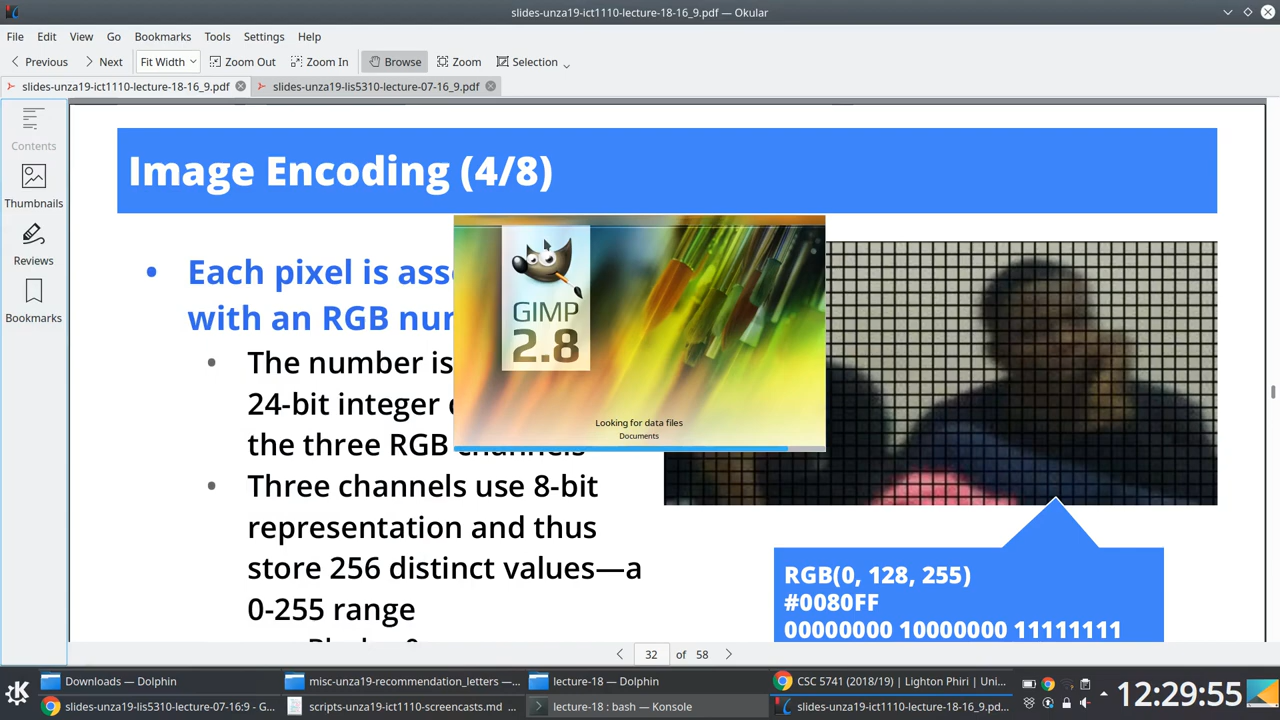 slides-unza19-ict1110-lecture-18-16_9.pdf — Okular
File Edit View Go Bookmarks Tools Settings Help
Previous Next Fit Width Zoom Out Zoom In Browse Zoom Selection
slides-unza19-ict1110-lecture-18-16_9.pdf slides-unza19-lis5310-lecture-07-16_9.pdf
Contents
Thumbnails
Reviews
Bookmarks
Image Encoding (4/8)
• Each pixel is
with an RGB
• The number is
24-bit integer
the three RGB channels
• Three channels use 8-bit
representation and thus
store 256 distinct values—a
0-255 range
GIMP
2.8
Looking for data files
Documents
RGB(0, 128, 255)
#0080FF
00000000 10000000 11111111
32 of 58
Downloads — Dolphin misc-unza19-recommendation_letters —... lecture-18 — Dolphin CSC 5741 (2018/19) | Lighton Phiri | Uni...
slides-unza19-lis5310-lecture-07-16:9 - G... scripts-unza19-ict1110-screencasts.md ... lecture-18 : bash — Konsole slides-unza19-ict1110-lecture-18-16_9.pd...
12:29:55